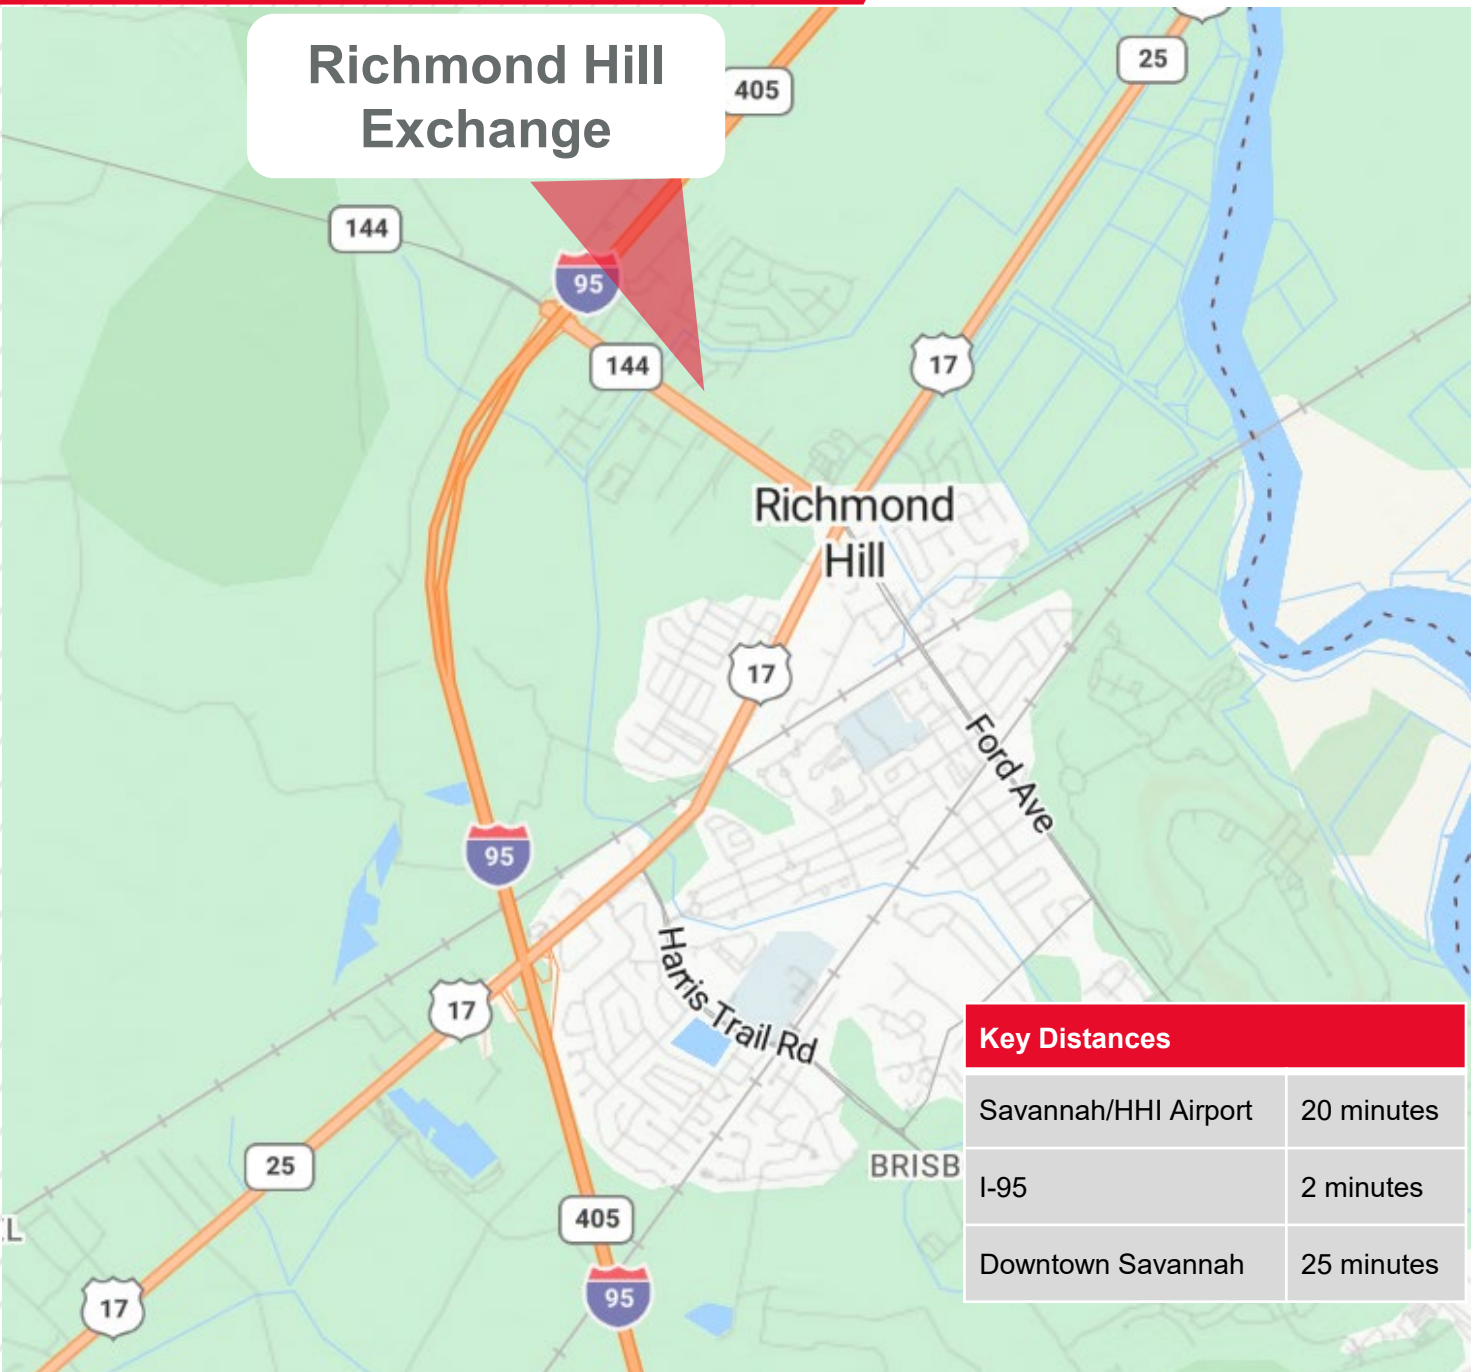 Richmond Hill
Exchange
405
25
144
95
144
17
Richmond
Hill
17
Ford Ave
95
Harris Trail Rd
17
Key Distances
Savannah/HHI Airport 20 minutes
I-95 2 minutes
Downtown Savannah 25 minutes
BRISB
25
405
L
95
17